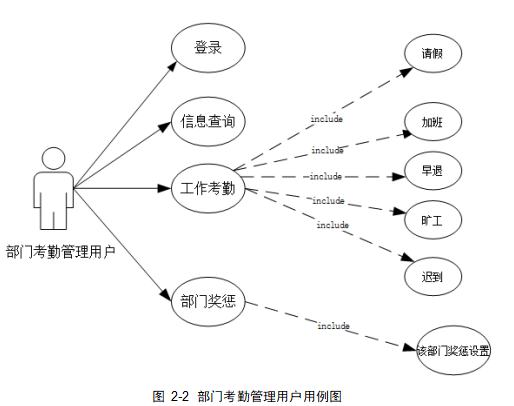 登录
请假
信息查询
include
加班
include
早退
工作考勤
include
include
旷工
include
部门考勤管理用户
迟到
部门奖惩
include
该部门奖惩设置
图 2-2 部门考勤管理用户用例图